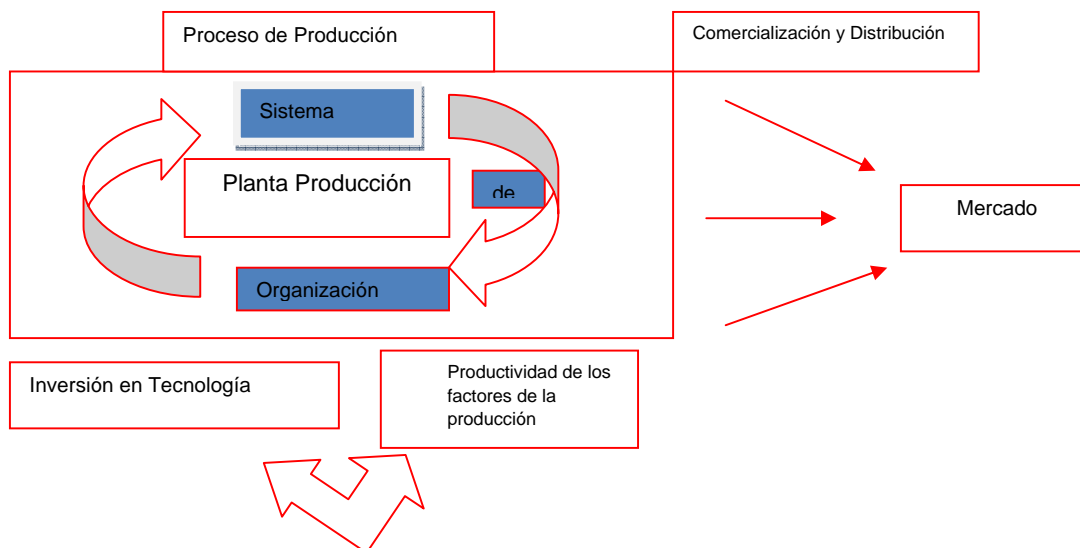 Proceso de Producción
Comercialización y Distribución
Sistema
Planta Producción
de
Mercado
Organización
Inversión en Tecnología
Productividad de los
factores de la
producción